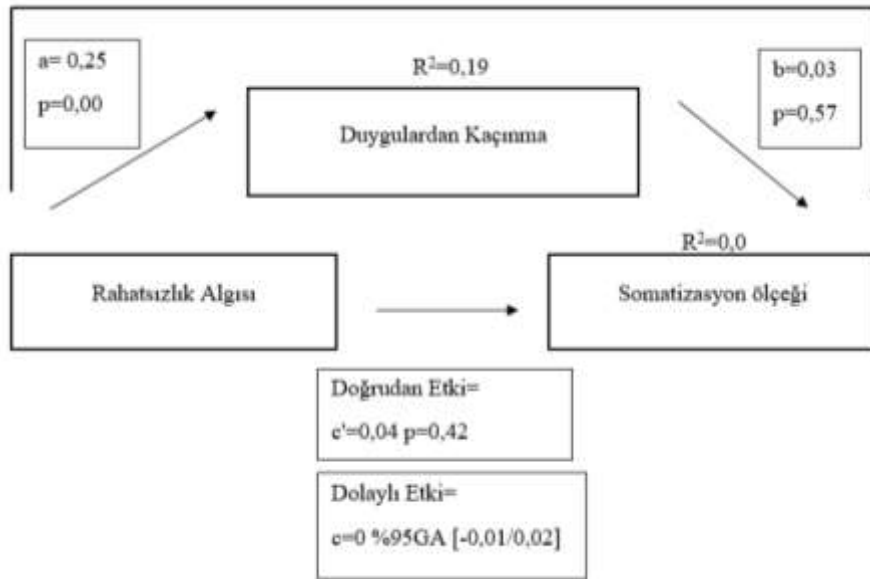 a= 0,25
p=0,00
R²=0,19
b=0,03
p=0,57
Duygulardan Kaçınma
R²=0,0
Rahatsızlık Algısı
Somatizasyon ölçeği
Doğrudan Etki=
c'=0,04 p=0,42
Dolaylı Etki=
c=0 %95GA [-0,01/0,02]